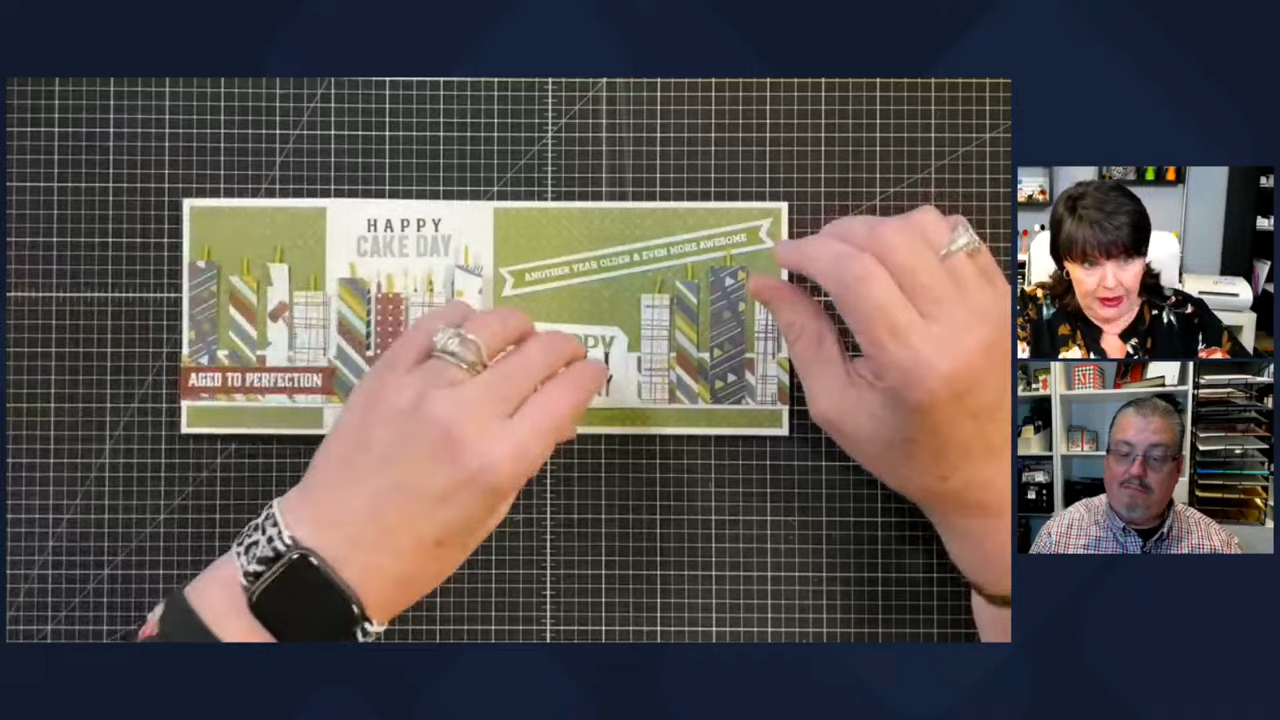 HAPPY
CAKE DAY
ANOTHER YEAR OLDER & EVEN MORE AWESOME
AGED TO PERFECTION